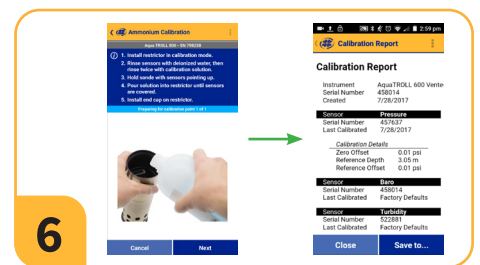 Ammonium Calibration
Aqua TROLL 600 - SN 798238
1. Install restrictor in calibration mode.
2. Rinse sensors with deionized water, then
rinse twice with calibration solution.
3. Hold sonde with sensors pointing up.
4. Pour solution into restrictor until sensors
are covered.
5. Install end cap on restrictor.
Preparing for calibration point 1 of 1
Cancel Next
2:59 pm
Calibration Report
Calibration Report
Instrument AquaTROLL 600 Vente
Serial Number 458014
Created 7/28/2017
Sensor Pressure
Serial Number 457637
Last Calibrated 7/28/2017
Calibration Details
Zero Offset 0.01 psi
Reference Depth 3.05 m
Reference Offset 0.01 psi
Sensor Baro
Serial Number 458014
Last Calibrated Factory Defaults
Sensor Turbidity
Serial Number 522881
Last Calibrated Factory Defaults
Close Save to...
6